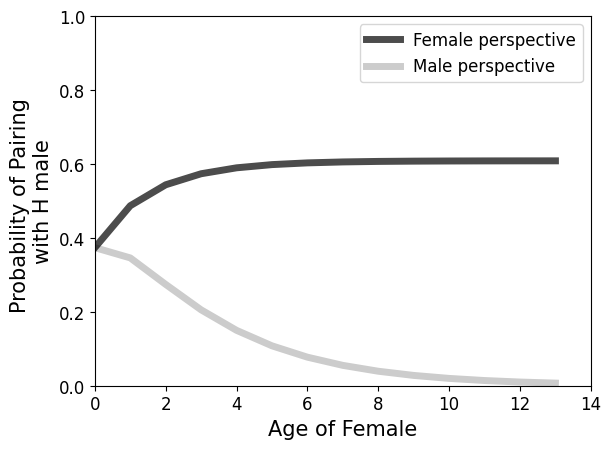 Female perspective
Male perspective
Probability of Pairing
with H male
1.0
0.8
0.6
0.4
0.2
0.0
0 2 4 6 8 10 12 14
Age of Female